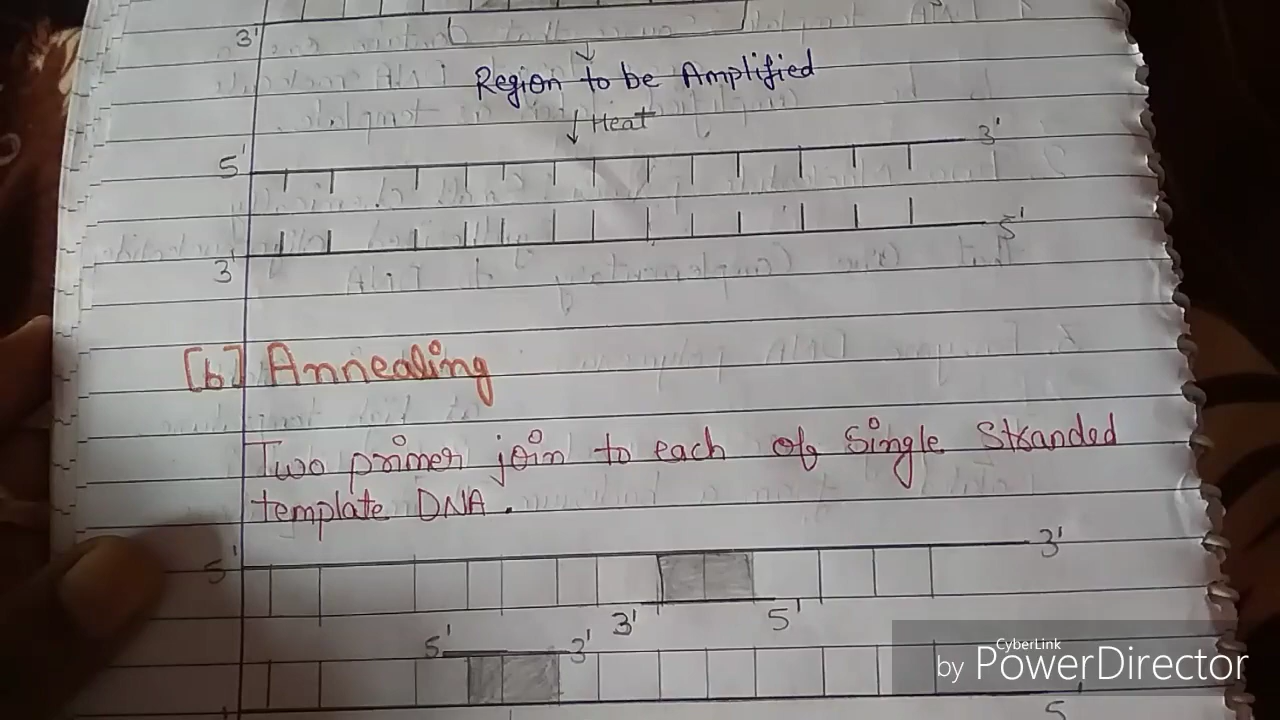 3'
Region to be Amplified
↓ Heat
5' 3'
3' 5'
[b] Annealing
Two primer join to each of Single Stranded
template DNA.
5' 3'
3' 5'
5' 3'
5
CyberLink
by PowerDirector